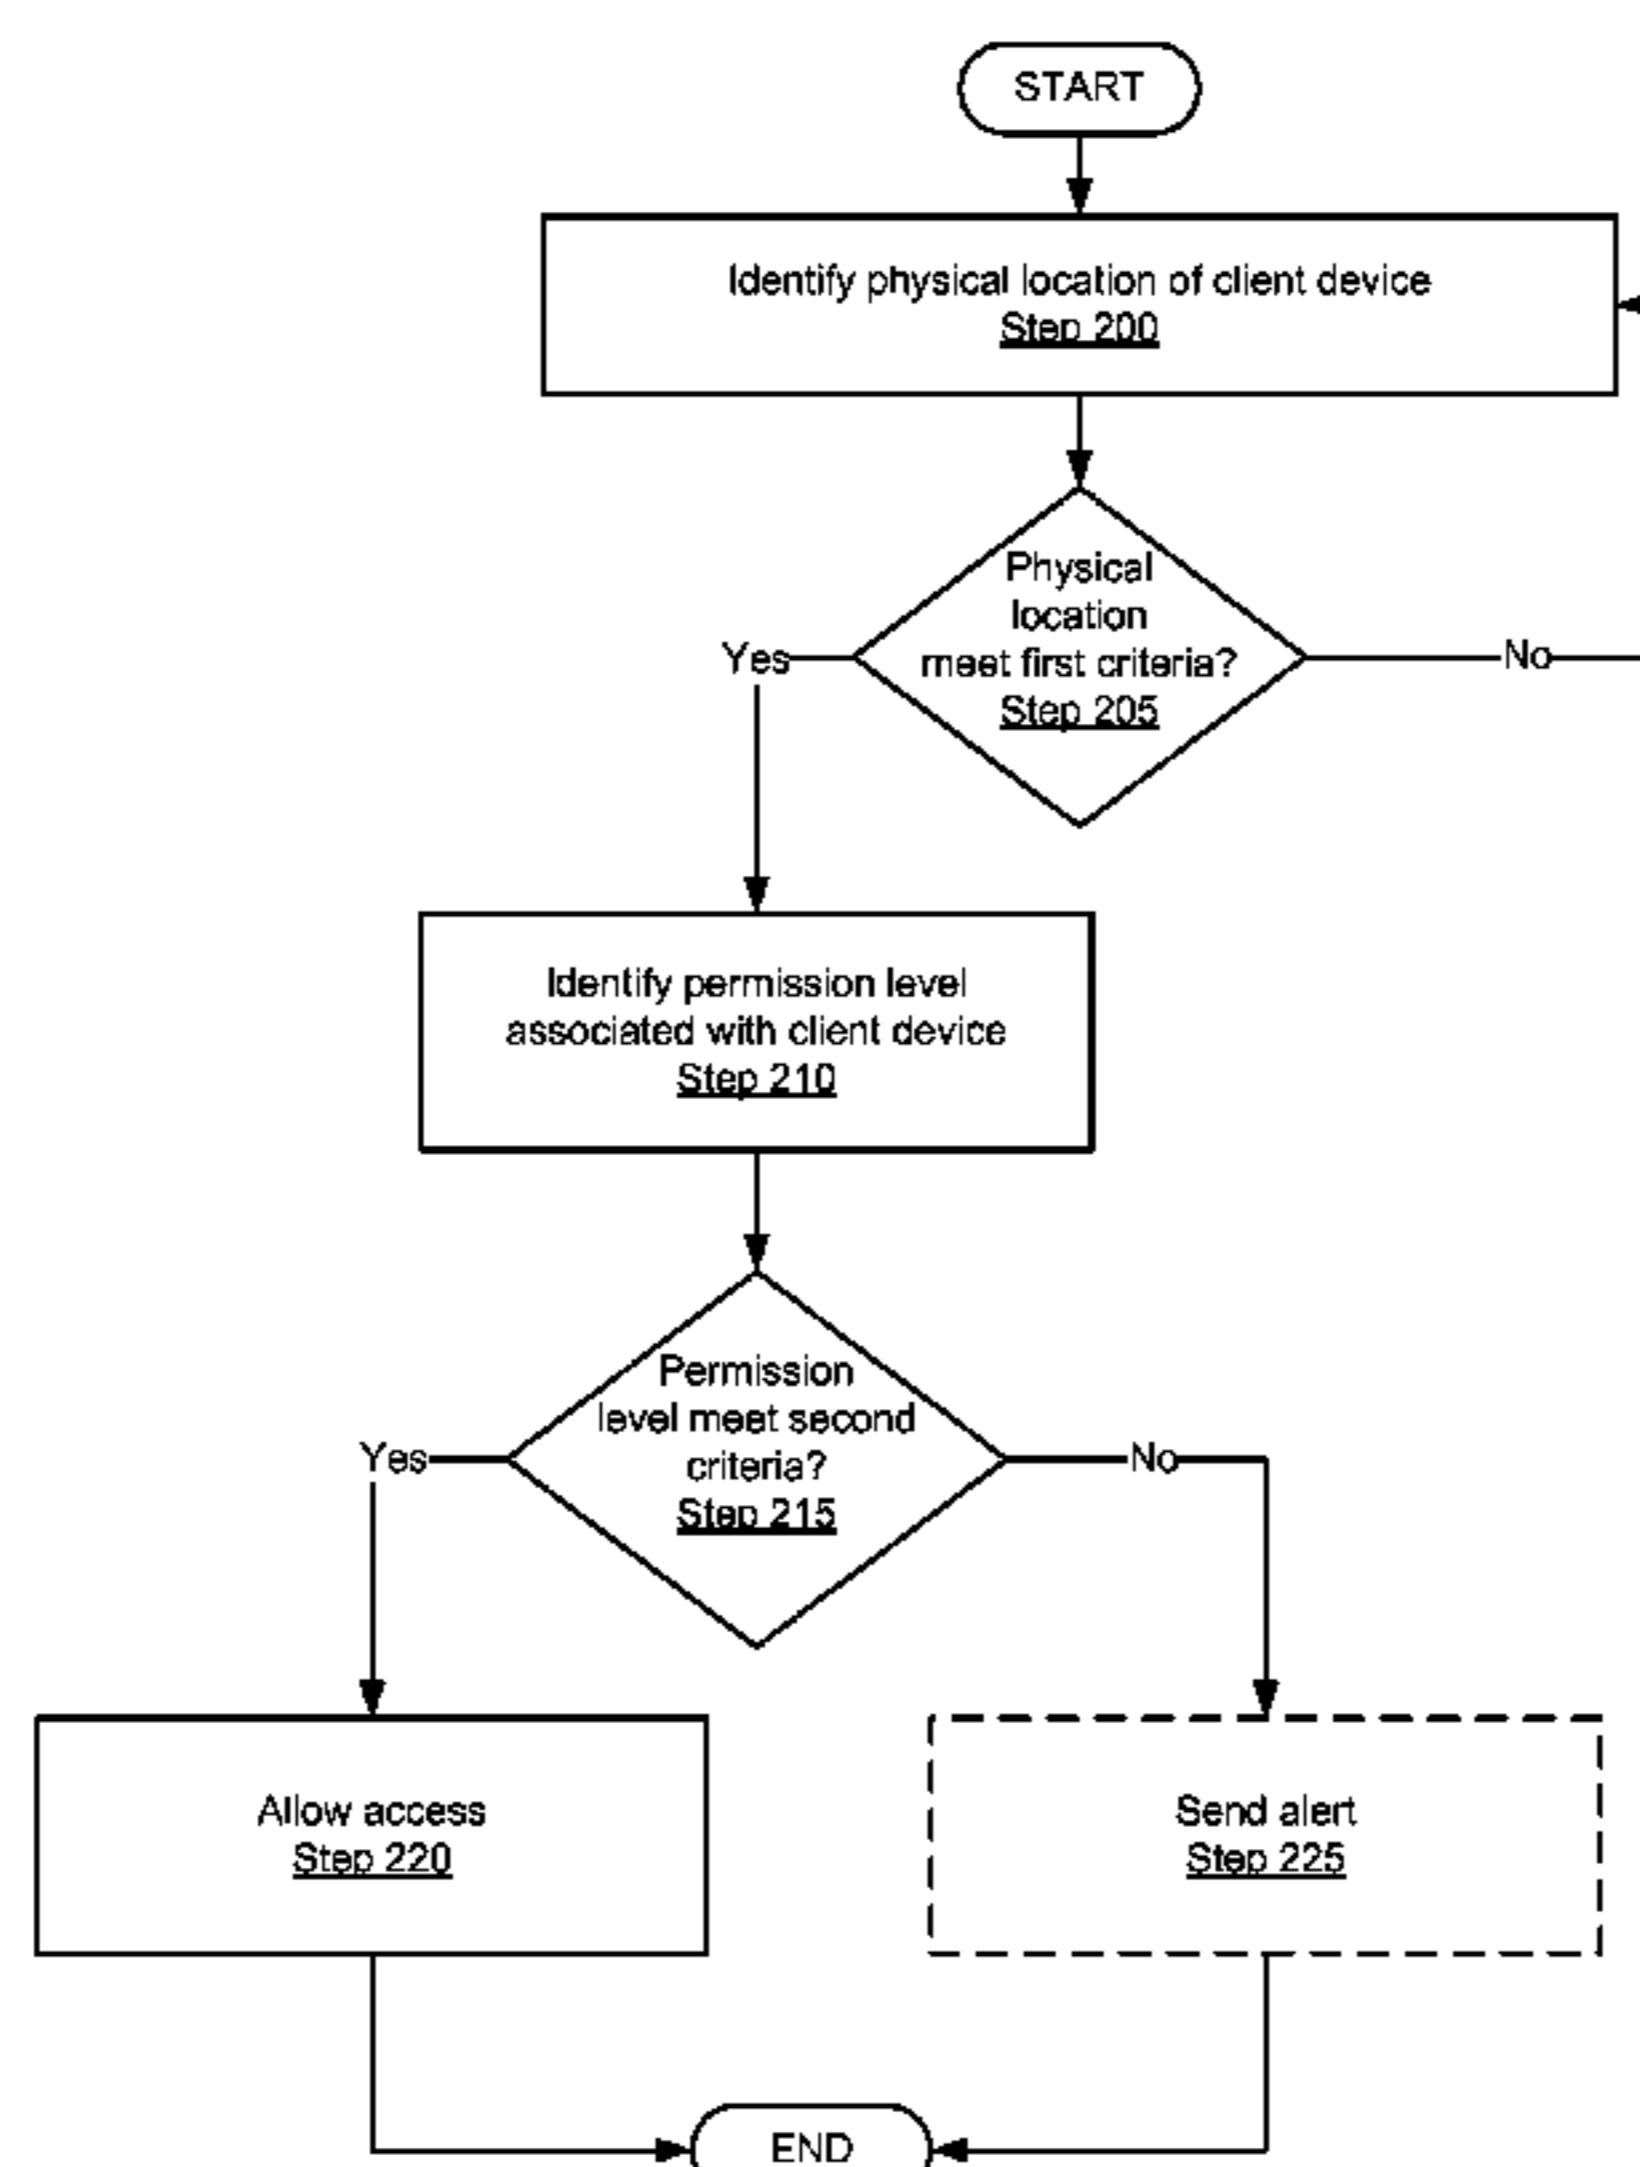 START
Identify physical location of client device
Step 200
Physical
location
meet first criteria?
Step 205
Yes
No
Identify permission level
associated with client device
Step 210
Permission
level meet second
criteria?
Step 215
Yes
No
Allow access
Step 220
Send alert
Step 225
END